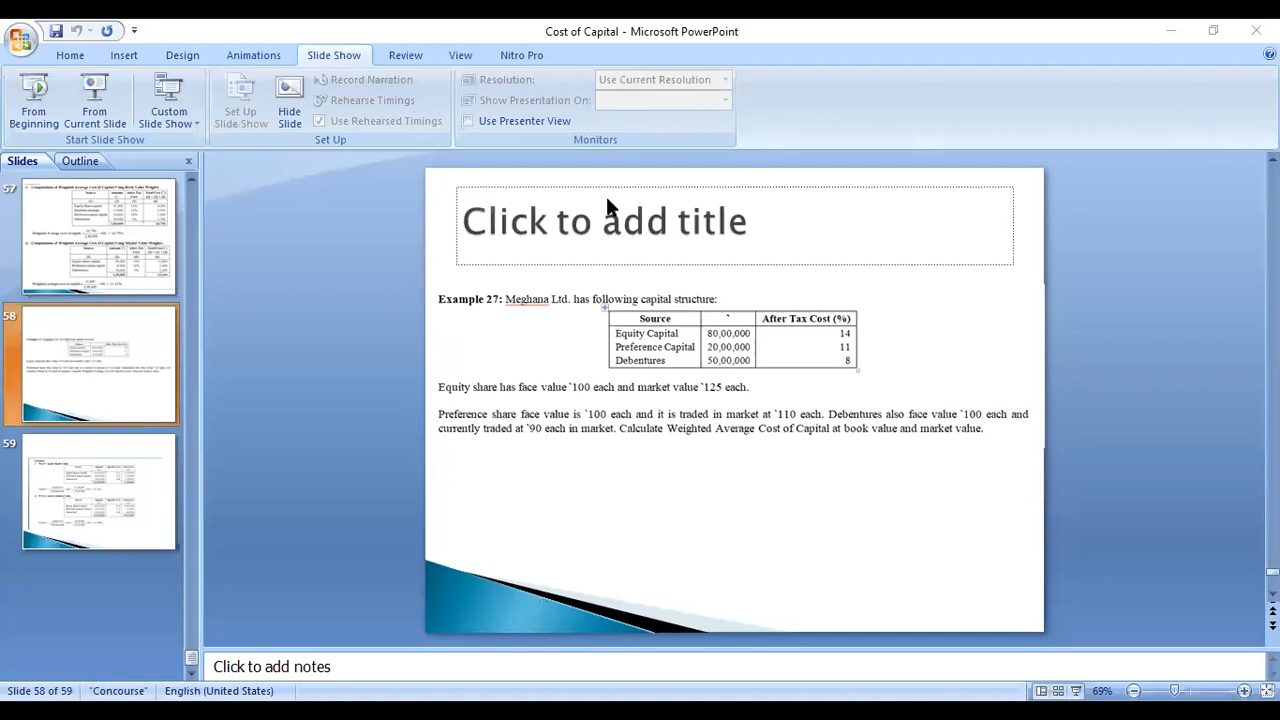 Cost of Capital - Microsoft PowerPoint
Home Insert Design Animations Slide Show Review View Nitro Pro
From Beginning
From Current Slide
Custom Slide Show
Start Slide Show
Set Up Slide Show
Hide Slide
Record Narration
Rehearse Timings
Use Rehearsed Timings
Set Up
Resolution: Use Current Resolution
Show Presentation On:
Use Presenter View
Monitors
Slides Outline
57
58
59
Click to add title
Example 27: Meghana Ltd. has following capital structure:
Source ` After Tax Cost (%)
Equity Capital 80,00,000 14
Preference Capital 20,00,000 11
Debentures 50,00,000 8
Equity share has face value `100 each and market value `125 each.
Preference share face value is `100 each and it is traded in market at `110 each. Debentures also face value `100 each and
currently traded at `90 each in market. Calculate Weighted Average Cost of Capital at book value and market value.
Click to add notes
Slide 58 of 59 "Concourse" English (United States) 69%